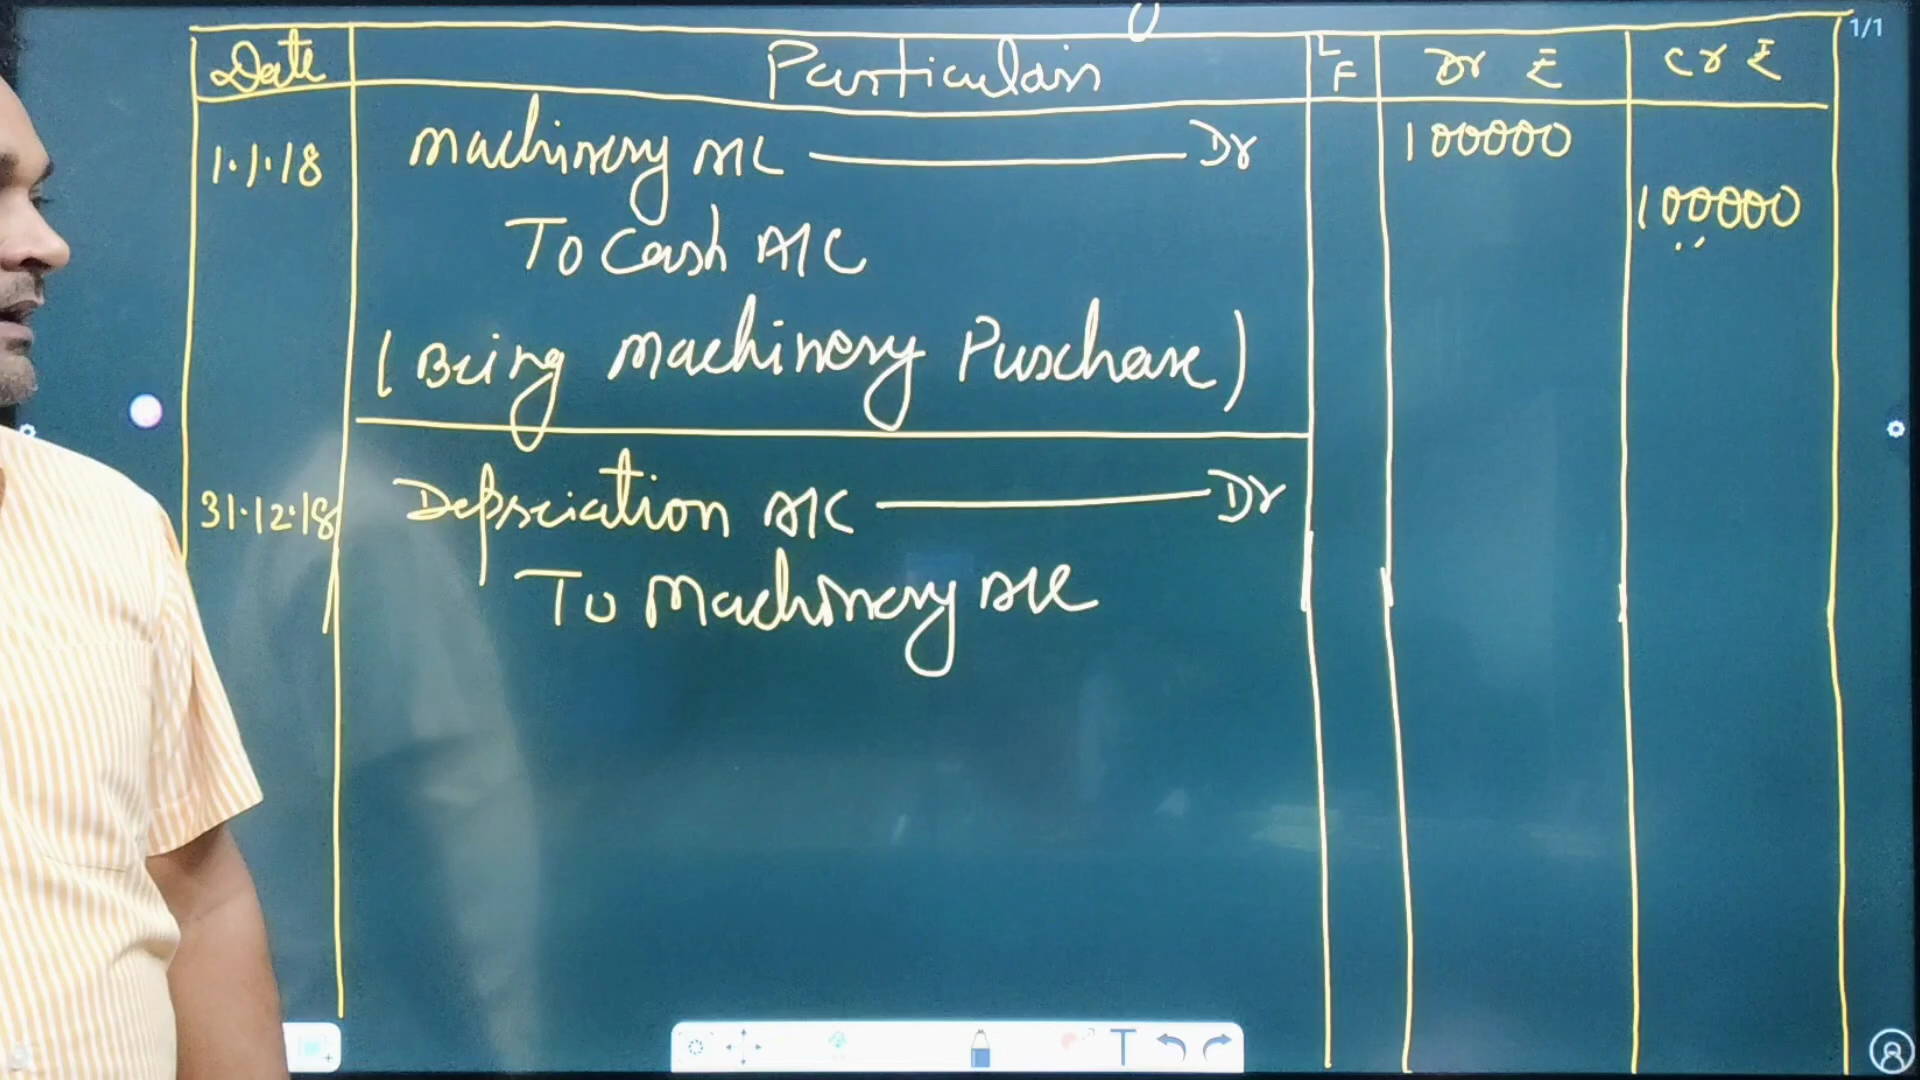 1/1
Date Particulars L F Dr ₹ Cr ₹
1.1.18 Machinery A/C ——— Dr 100000
To Cash A/C 100000
(Being Machinery Purchase)
31.12.18 Depreciation A/C ——— Dr
To Machinery A/C
T